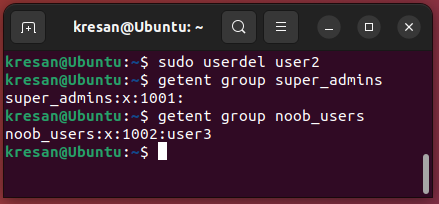 kresan@Ubuntu: ~
kresan@Ubuntu:~$ sudo userdel user2
kresan@Ubuntu:~$ getent group super_admins
super_admins:x:1001:
kresan@Ubuntu:~$ getent group noob_users
noob_users:x:1002:user3
kresan@Ubuntu:~$